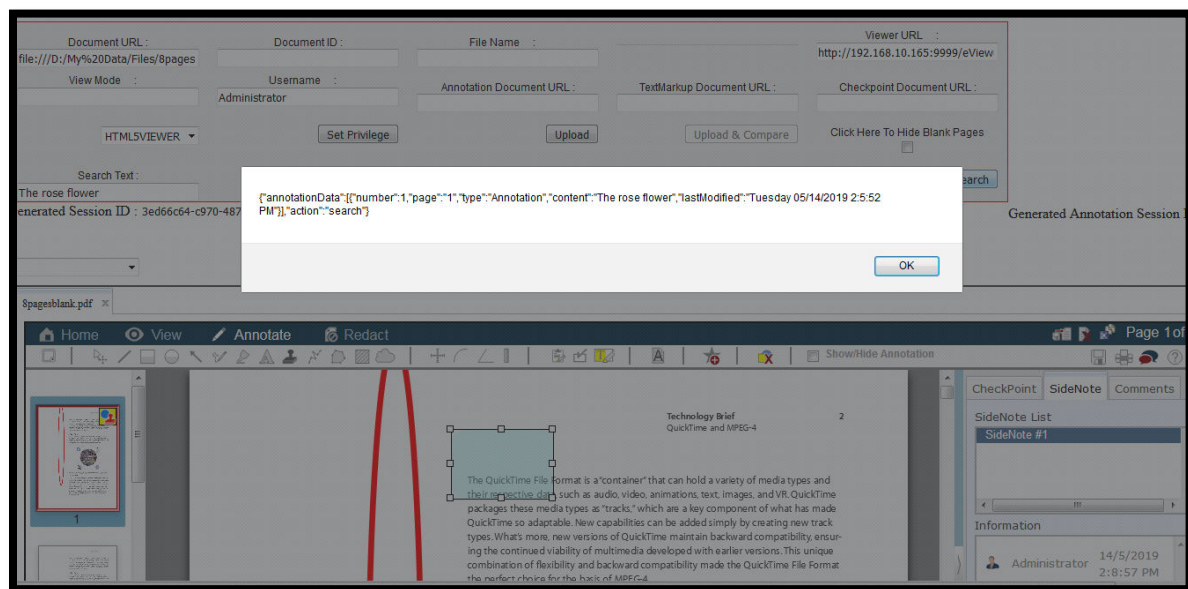 Document URL :
Document ID :
File Name :
Viewer URL :
file:///D:/My%20Data/Files/8pages
http://192.168.10.165:9999/eView
View Mode :
Username :
Annotation Document URL :
TextMarkup Document URL :
Checkpoint Document URL :
Administrator
HTML5VIEWER
Set Privilege
Upload
Upload & Compare
Click Here To Hide Blank Pages
Search Text :
The rose flower
earch
enerated Session ID : 3ed66c64-c970-487
Generated Annotation Session
{"annotationData":[{"number":1,"page":"1","type":"Annotation","content":"The rose flower","lastModified":"Tuesday 05/14/2019 2:5:52
PM"}],"action":"search"}
OK
8pagesblank.pdf ×
Home
View
Annotate
Redact
Page 1 of
Show/Hide Annotation
CheckPoint
SideNote
Comments
SideNote List
SideNote #1
Technology Brief 2
QuickTime and MPEG-4
The QuickTime File Format is a "container" that can hold a variety of media types and
their respective data such as audio, video, animations, text, images, and VR. QuickTime
packages these media types as "tracks," which are a key component of what has made
QuickTime so adaptable. New capabilities can be added simply by creating new track
types. What's more, new versions of QuickTime maintain backward compatibility, ensur-
ing the continued viability of multimedia developed with earlier versions. This unique
combination of flexibility and backward compatibility made the QuickTime File Format
the perfect choice for the basis of MPEG-4
1
Information
Administrator
14/5/2019
2:8:57 PM